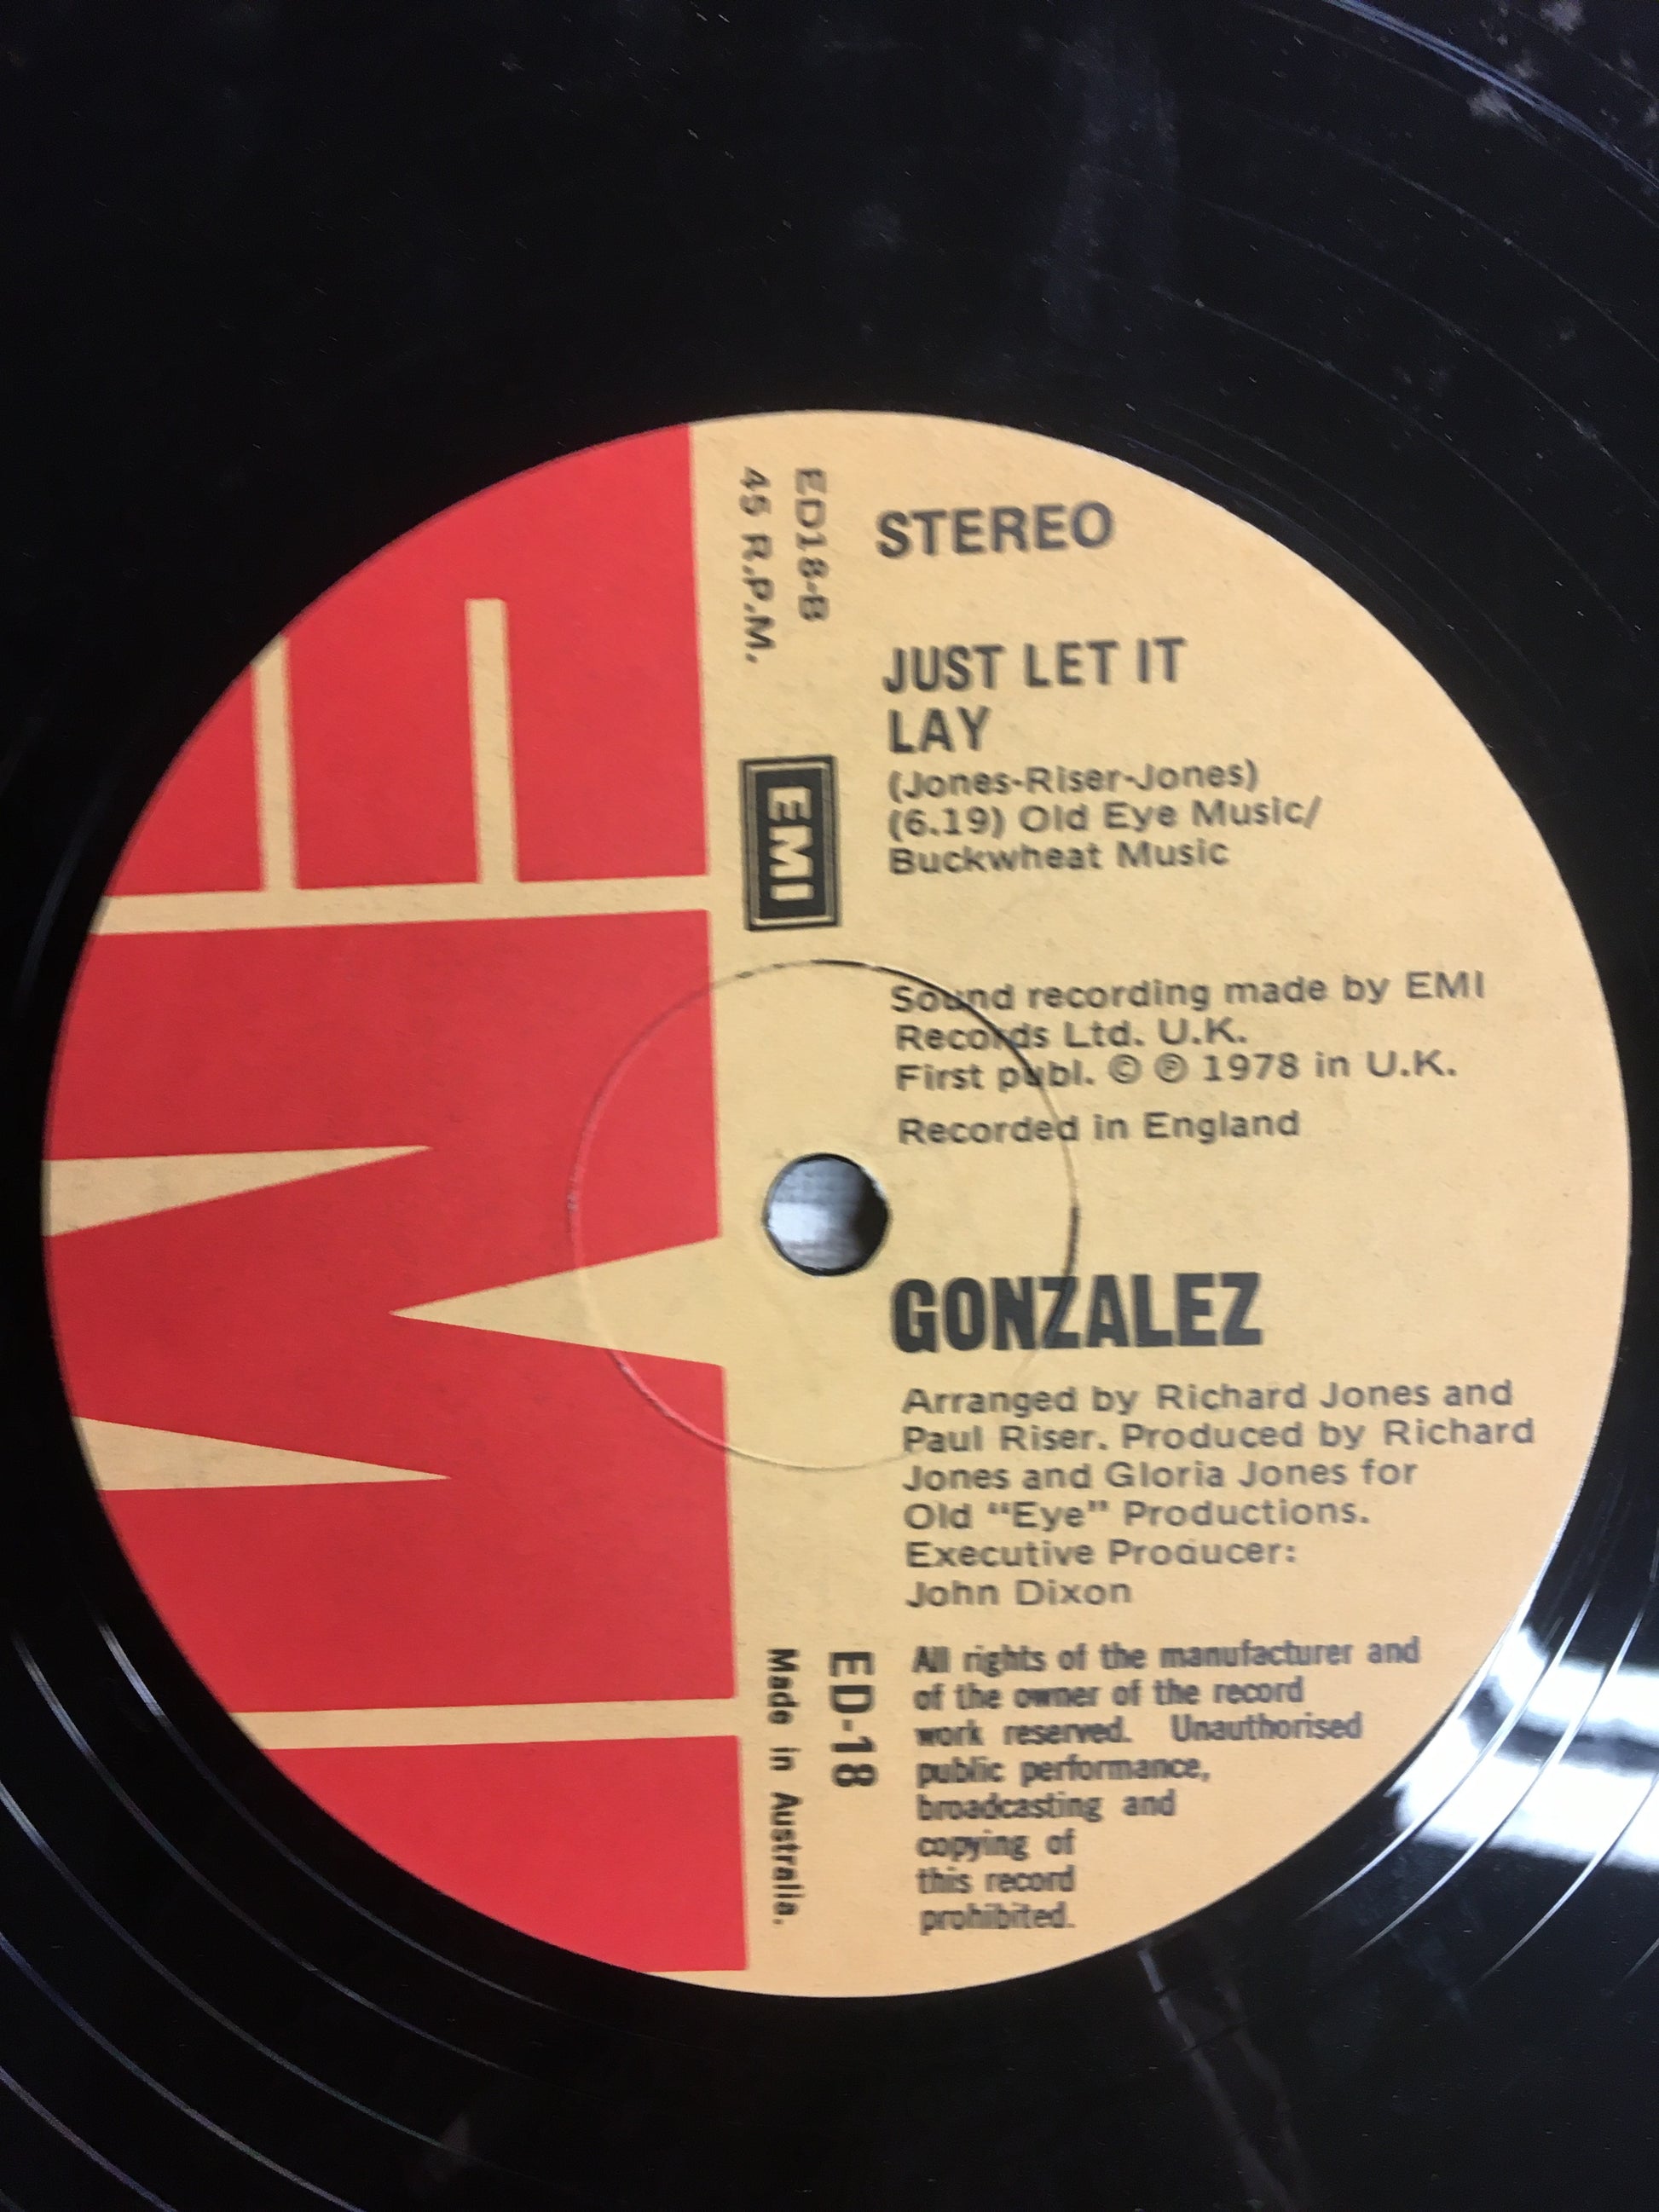 STEREO
ED18-B
45 R.P.M.
JUST LET IT
LAY
(Jones-Riser-Jones)
(6.19) Old Eye Music/
Buckwheat Music
EMI
Sound recording made by EMI
Records Ltd. U.K.
First publ. © ℗ 1978 in U.K.
Recorded in England
GONZALEZ
Arranged by Richard Jones and
Paul Riser. Produced by Richard
Jones and Gloria Jones for
Old “Eye” Productions.
Executive Producer:
John Dixon
ED-18
Made in Australia.
All rights of the manufacturer and
of the owner of the record
work reserved. Unauthorised
public performance,
broadcasting and
copying of
this record
prohibited.
EMI